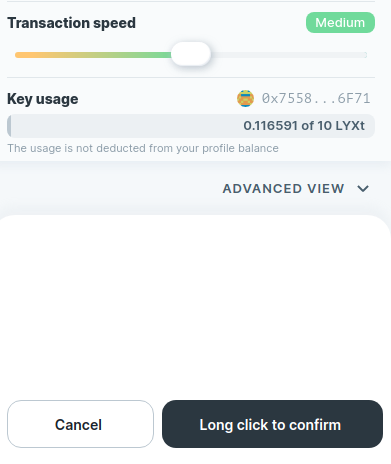 Transaction speed
Medium
Key usage
0x7558...6F71
0.116591 of 10 LYXt
The usage is not deducted from your profile balance
ADVANCED VIEW
Cancel
Long click to confirm